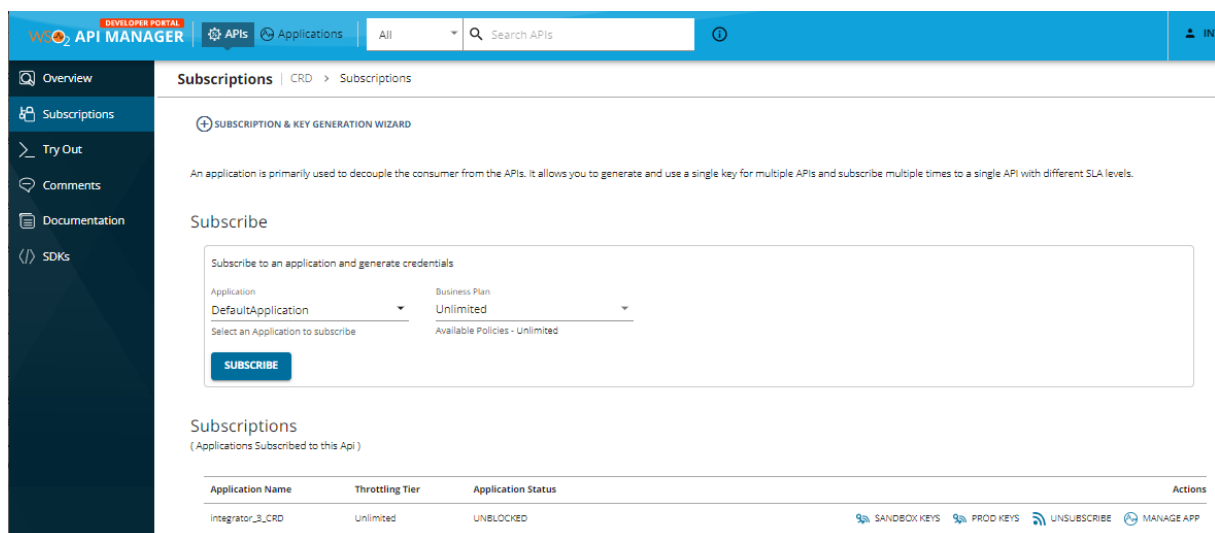 DEVELOPER PORTAL
WSO2 API MANAGER
APIs
Applications
All
Search APIs
IN
Overview
Subscriptions
Try Out
Comments
Documentation
SDKs
Subscriptions | CRD > Subscriptions
SUBSCRIPTION & KEY GENERATION WIZARD
An application is primarily used to decouple the consumer from the APIs. It allows you to generate and use a single key for multiple APIs and subscribe multiple times to a single API with different SLA levels.
Subscribe
Subscribe to an application and generate credentials
Application
DefaultApplication
Select an Application to subscribe
Business Plan
Unlimited
Available Policies - Unlimited
SUBSCRIBE
Subscriptions
( Applications Subscribed to this Api )
Application Name Throttling Tier Application Status Actions
integrator_3_CRD Unlimited UNBLOCKED SANDBOX KEYS PROD KEYS UNSUBSCRIBE MANAGE APP